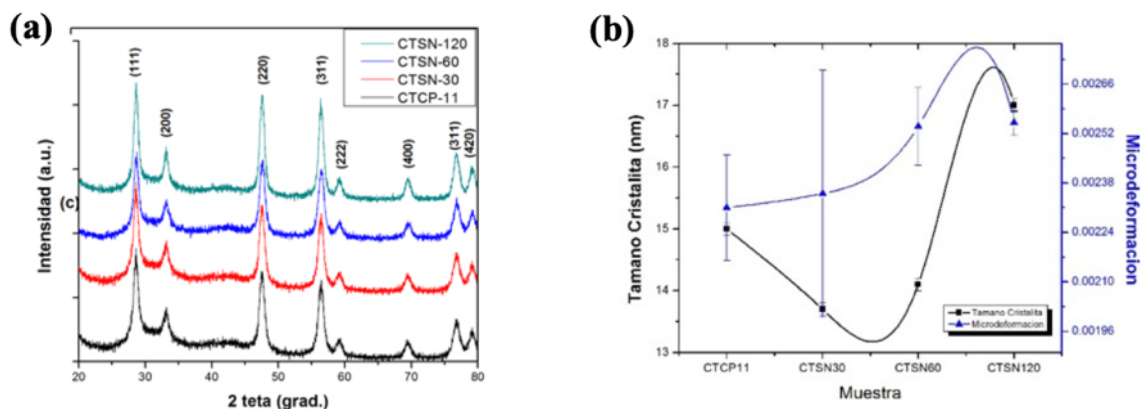 (a)
(111)
(200)
(220)
(311)
(222)
(400)
(311)
(420)
CTSN-120
CTSN-60
CTSN-30
CTCP-11
Intensidad (a.u.)
(c)
20 30 40 50 60 70 80
2 teta (grad.)
(b)
Tamano Cristalita (nm)
18
17
16
15
14
13
0.00266
0.00252
0.00238
0.00224
0.00210
0.00196
Microdeformacion
Tamano Cristalita
Microdeformacion
CTCP11 CTSN30 CTSN60 CTSN120
Muestra